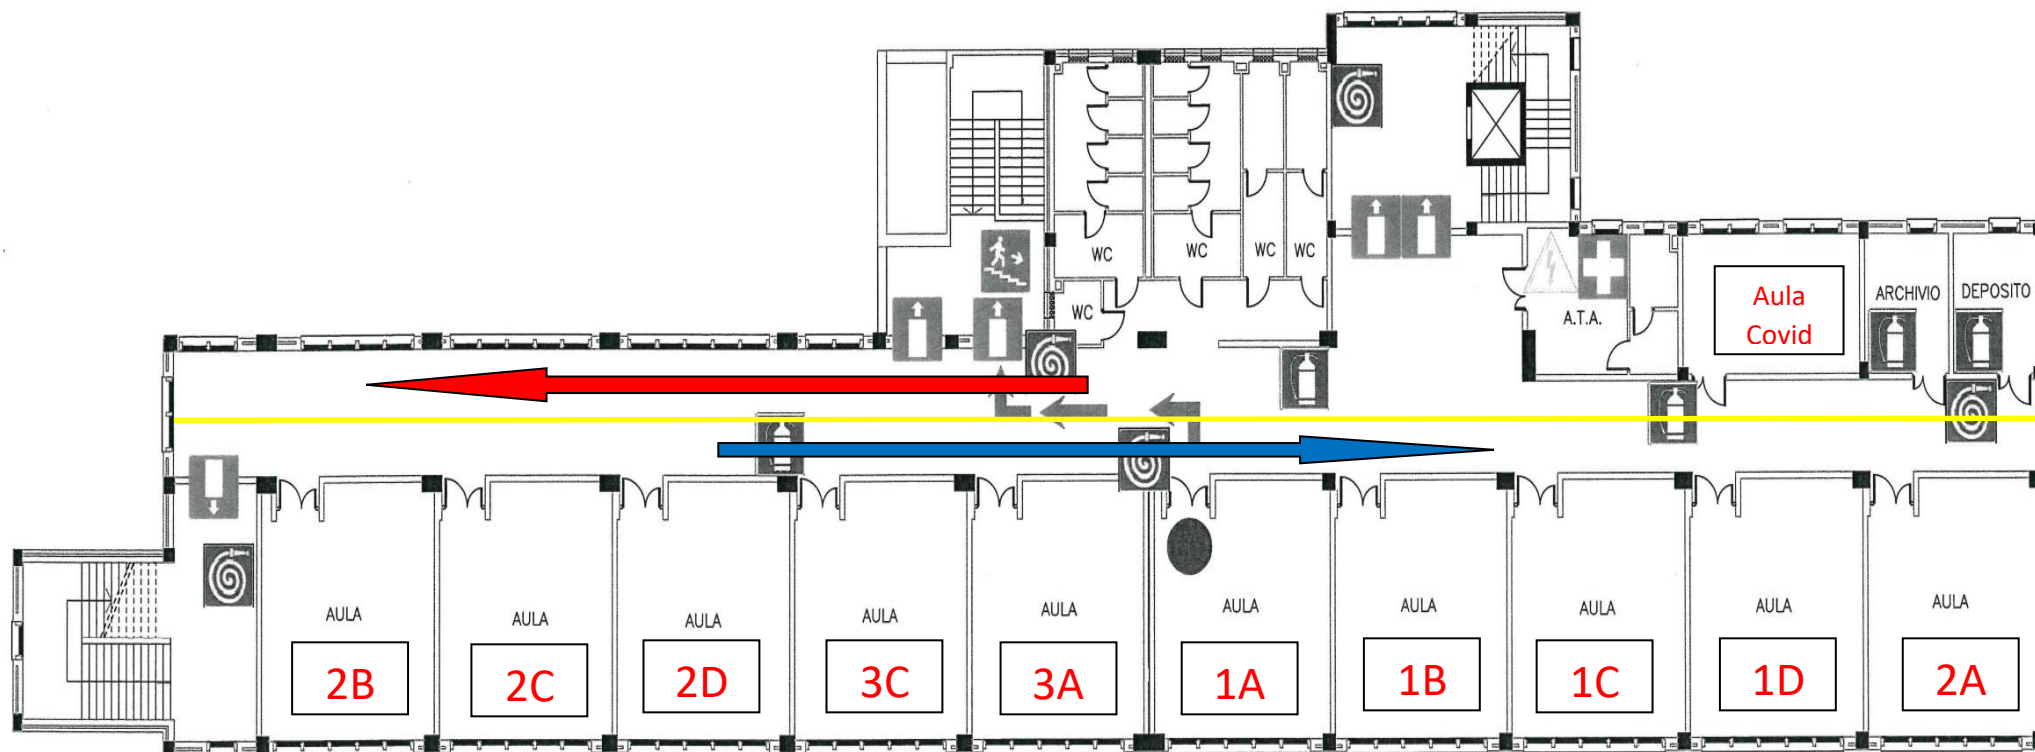 WC
WC
WC
WC
WC
A.T.A.
Aula
Covid
ARCHIVIO
DEPOSITO
AULA
2B
AULA
2C
AULA
2D
AULA
3C
AULA
3A
AULA
1A
AULA
1B
AULA
1C
AULA
1D
AULA
2A